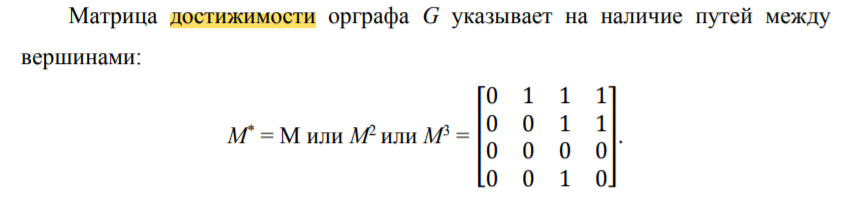 Матрица достижимости орграфа G указывает на наличие путей между
вершинами:
0 1 1 1
0 0 1 1
M* = М или M² или M³ = .
0 0 0 0
0 0 1 0